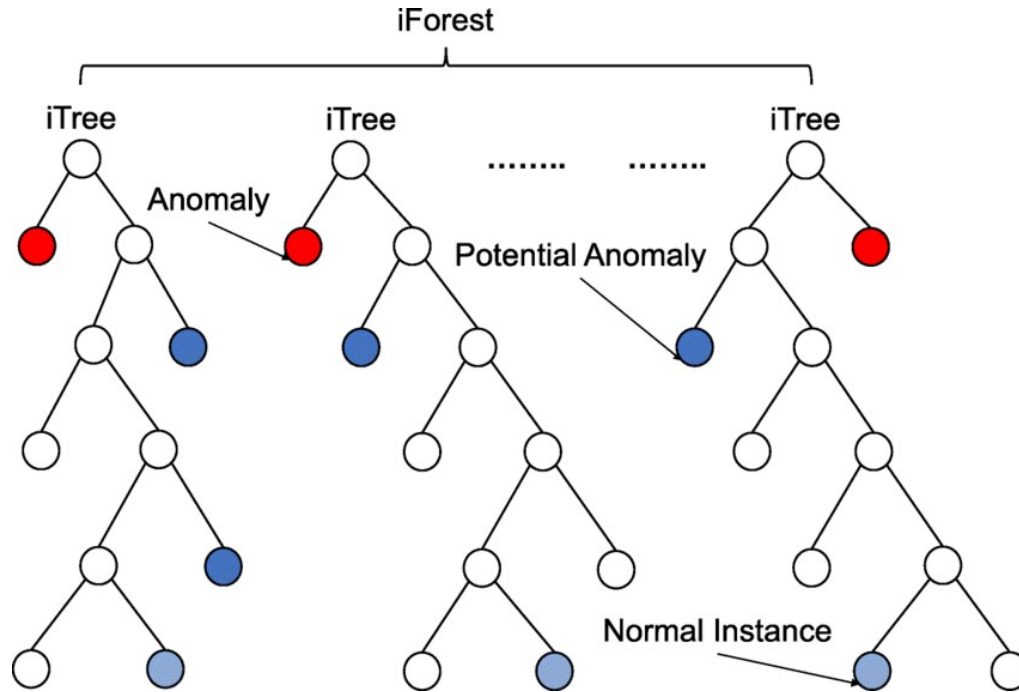 iForest
iTree
iTree
........
........
iTree
Anomaly
Potential Anomaly
Normal Instance